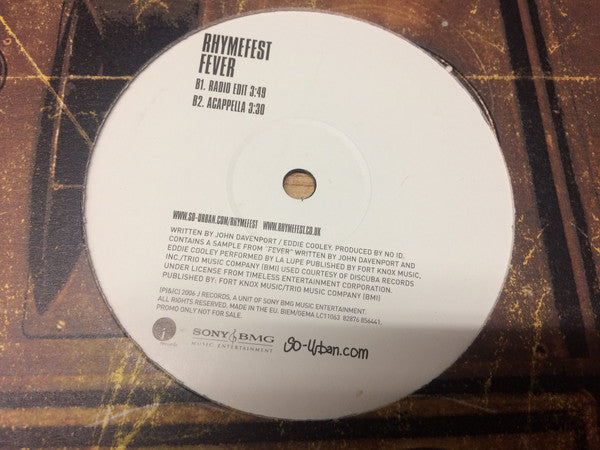 RHYMEFEST
FEVER
B1. RADIO EDIT 3:49
B2. ACAPPELLA 3:30
WWW.SO-URBAN.COM/RHYMEFEST WWW.RHYMEFEST.CO.UK
WRITTEN BY JOHN DAVENPORT / EDDIE COOLEY. PRODUCED BY NO ID.
CONTAINS A SAMPLE FROM "FEVER" WRITTEN BY JOHN DAVENPORT AND
EDDIE COOLEY PERFORMED BY LA LUPE PUBLISHED BY FORT KNOX MUSIC,
INC./TRIO MUSIC COMPANY (BMI) USED COURTESY OF DISCUBA RECORDS
UNDER LICENSE FROM TIMELESS ENTERTAINMENT CORPORATION.
PUBLISHED BY: FORT KNOX MUSIC/TRIO MUSIC COMPANY (BMI)
(P)&(C) 2006 J RECORDS, A UNIT OF SONY BMG MUSIC ENTERTAINMENT.
ALL RIGHTS RESERVED. MADE IN THE EU. BIEM/GEMA LC11063 82876 856441.
PROMO ONLY NOT FOR SALE.
j records SONY BMG so-urban.com
MUSIC ENTERTAINMENT